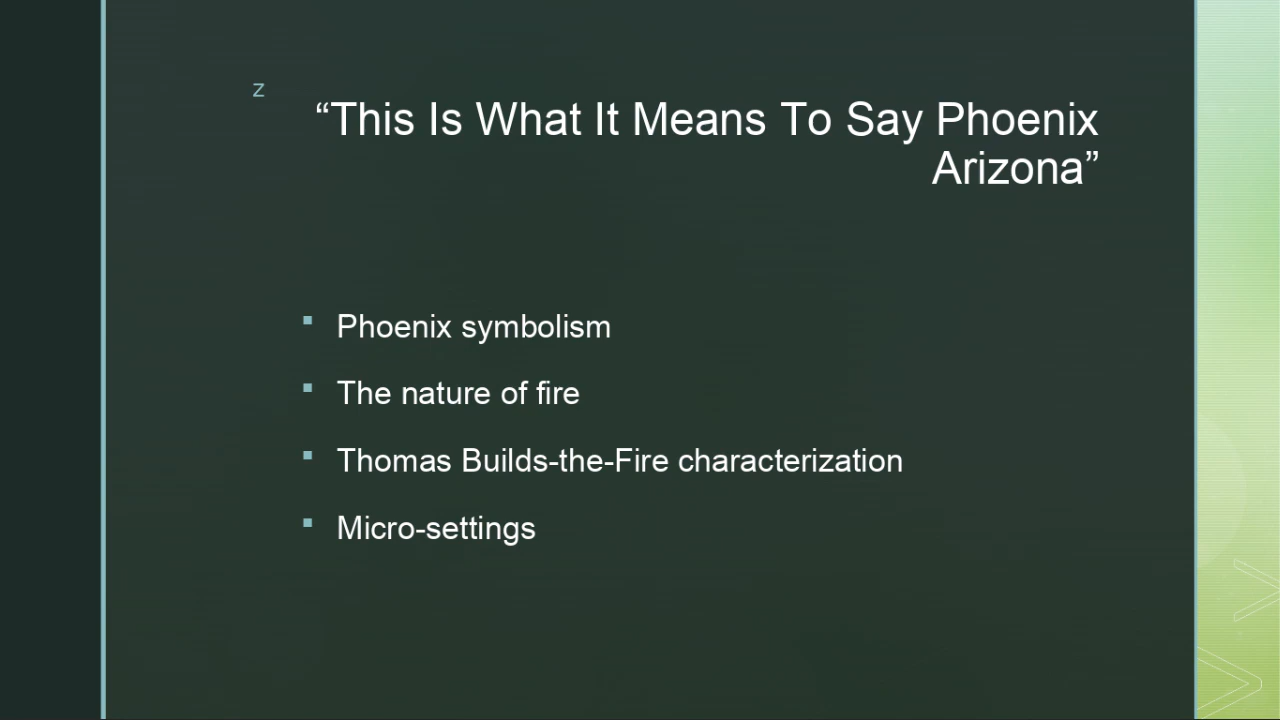 z
“This Is What It Means To Say Phoenix
Arizona”
▪ Phoenix symbolism
▪ The nature of fire
▪ Thomas Builds-the-Fire characterization
▪ Micro-settings